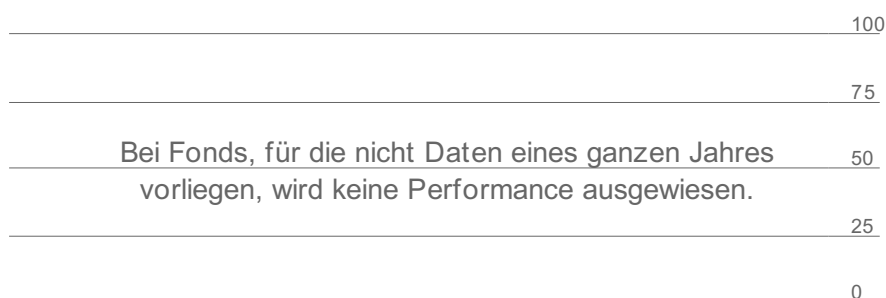 100
75
Bei Fonds, für die nicht Daten eines ganzen Jahres
50
vorliegen, wird keine Performance ausgewiesen.
25
0